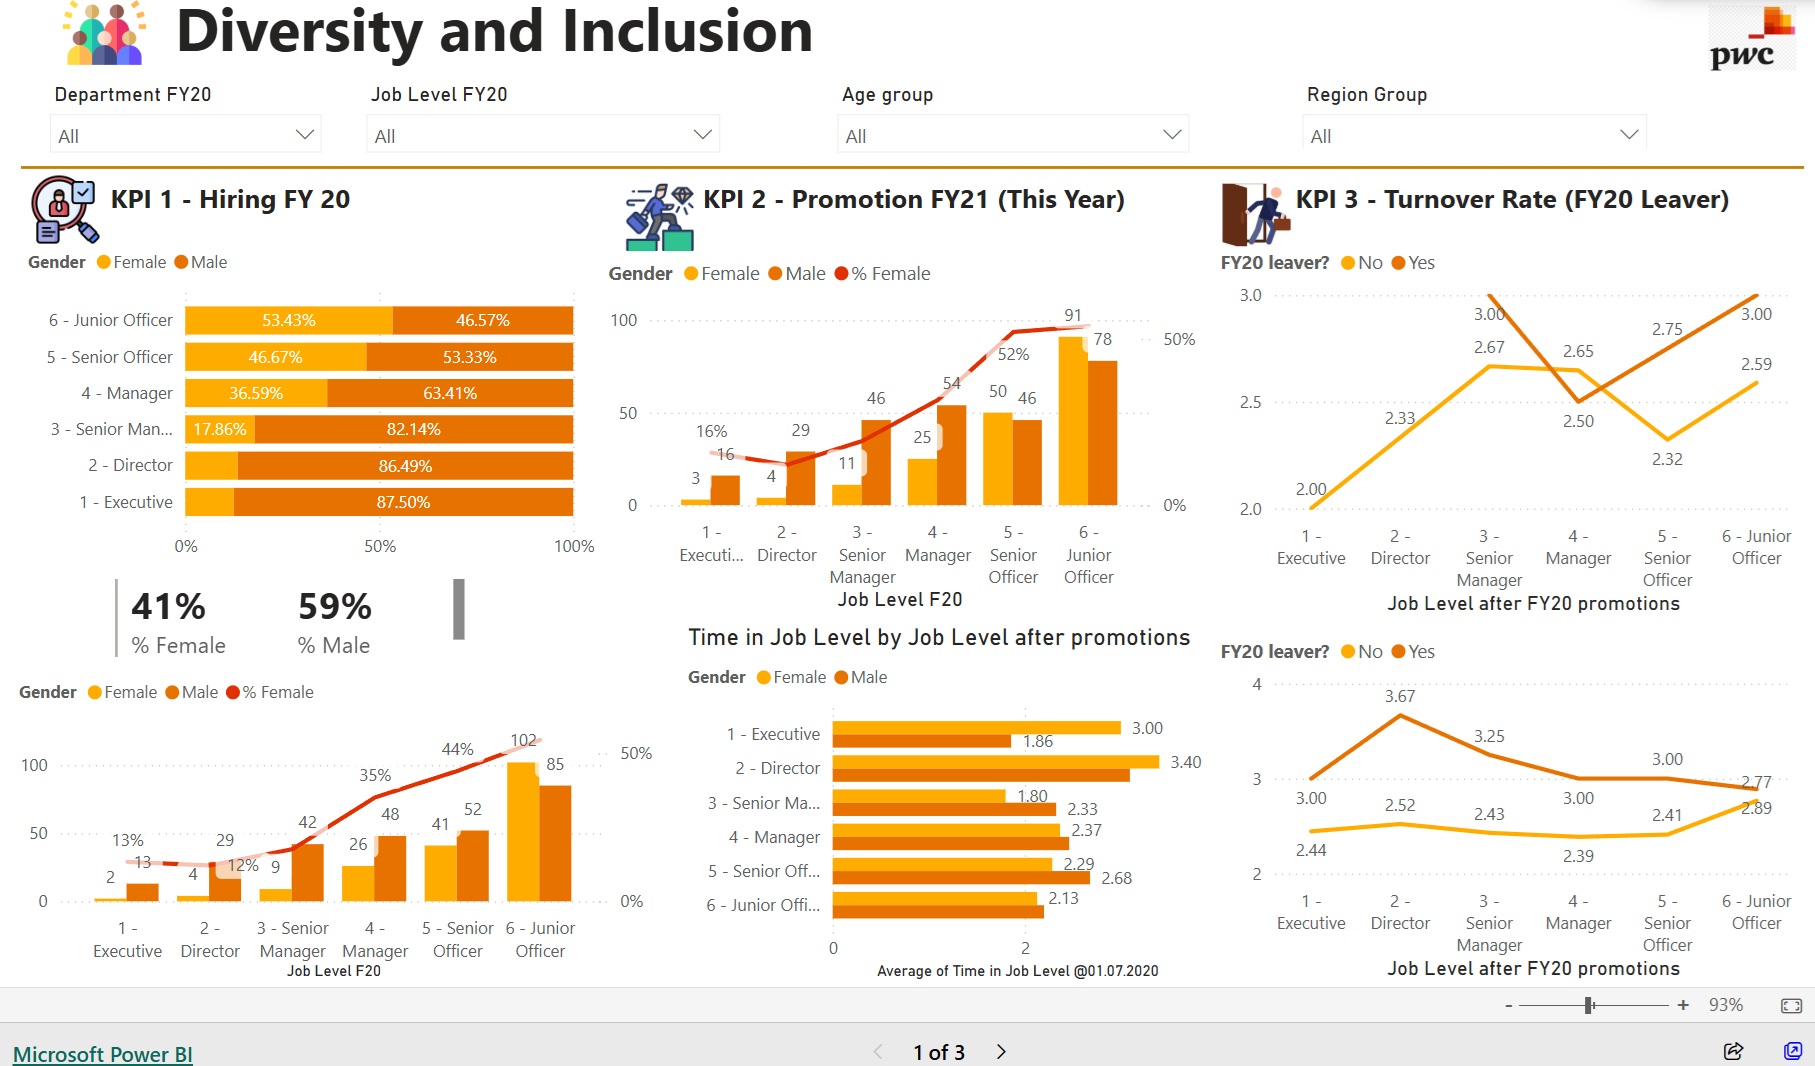 Diversity and Inclusion
pwc
Department FY20
Job Level FY20
Age group
Region Group
All
All
All
All
KPI 1 - Hiring FY 20
Gender Female Male
6 - Junior Officer 53.43% 46.57%
5 - Senior Officer 46.67% 53.33%
4 - Manager 36.59% 63.41%
3 - Senior Man... 17.86% 82.14%
2 - Director 86.49%
1 - Executive 87.50%
0% 50% 100%
41% 59%
% Female % Male
Gender Female Male % Female
102
44% 50%
100 85
35%
48 52
50 42 41
13% 29 26
13 12% 9
2 4
0 0%
1 - 2 - 3 - Senior 4 - 5 - Senior 6 - Junior
Executive Director Manager Manager Officer Officer
Job Level F20
KPI 2 - Promotion FY21 (This Year)
Gender Female Male % Female
91
100 78 50%
52%
54
46 50 46
50
16% 29 25
16 11
3 4
0 0%
1 - 2 - 3 - 4 - 5 - 6 -
Executi... Director Senior Manager Senior Junior
Manager Officer Officer
Job Level F20
Time in Job Level by Job Level after promotions
Gender Female Male
1 - Executive 3.00
1.86
2 - Director 3.40
3 - Senior Ma... 1.80
2.33
4 - Manager 2.37
5 - Senior Off... 2.29
2.68
6 - Junior Offi... 2.13
0 2
Average of Time in Job Level @01.07.2020
KPI 3 - Turnover Rate (FY20 Leaver)
FY20 leaver? No Yes
3.0
3.00 3.00
2.75
2.67 2.65
2.59
2.5
2.33 2.50
2.32
2.00
2.0
1 - 2 - 3 - 4 - 5 - 6 - Junior
Executive Director Senior Manager Senior Officer
Manager Officer
Job Level after FY20 promotions
FY20 leaver? No Yes
4
3.67
3.25
3.00
3 2.77
3.00 2.52 3.00 2.89
2.43 2.41
2.44 2.39
2
1 - 2 - 3 - 4 - 5 - 6 - Junior
Executive Director Senior Manager Senior Officer
Manager Officer
Job Level after FY20 promotions
- + 93%
Microsoft Power BI
1 of 3